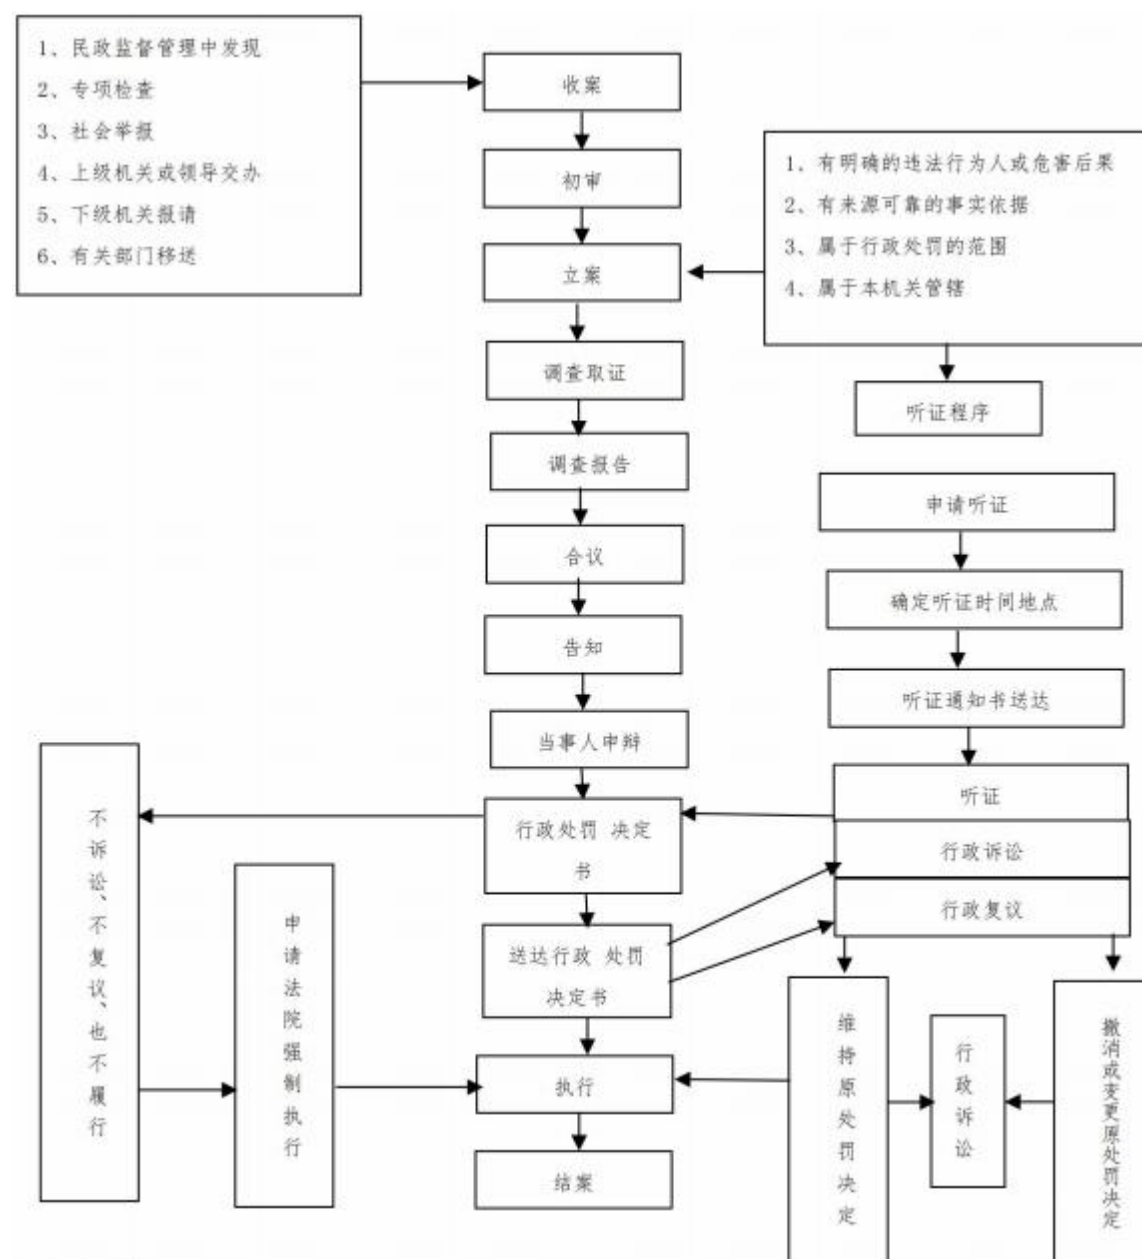 1、民政监督管理中发现
2、专项检查
3、社会举报
4、上级机关或领导交办
5、下级机关报请
6、有关部门移送
收案
初审
立案
1、有明确的违法行为人或危害后果
2、有来源可靠的事实依据
3、属于行政处罚的范围
4、属于本机关管辖
调查取证
听证程序
调查报告
申请听证
合议
确定听证时间地点
告知
听证通知书送达
当事人申辩
听证
行政处罚 决定
书
行政诉讼
行政复议
送达行政 处罚
决定书
不诉讼、不复议、也不履行
申请法院强制执行
执行
结案
维持原处罚决定
行政诉讼
撤消或变更原处罚决定